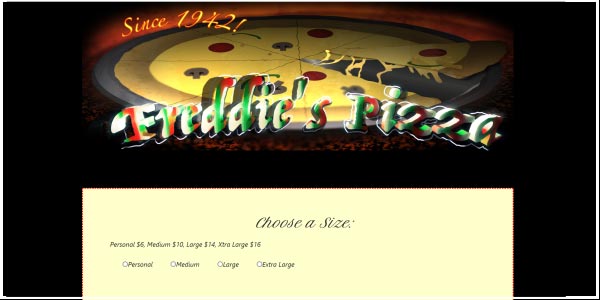 Since 1942!
Freddie's Pizza
Choose a Size:
Personal $6, Medium $10, Large $14, Xtra Large $16
Personal Medium Large Extra Large